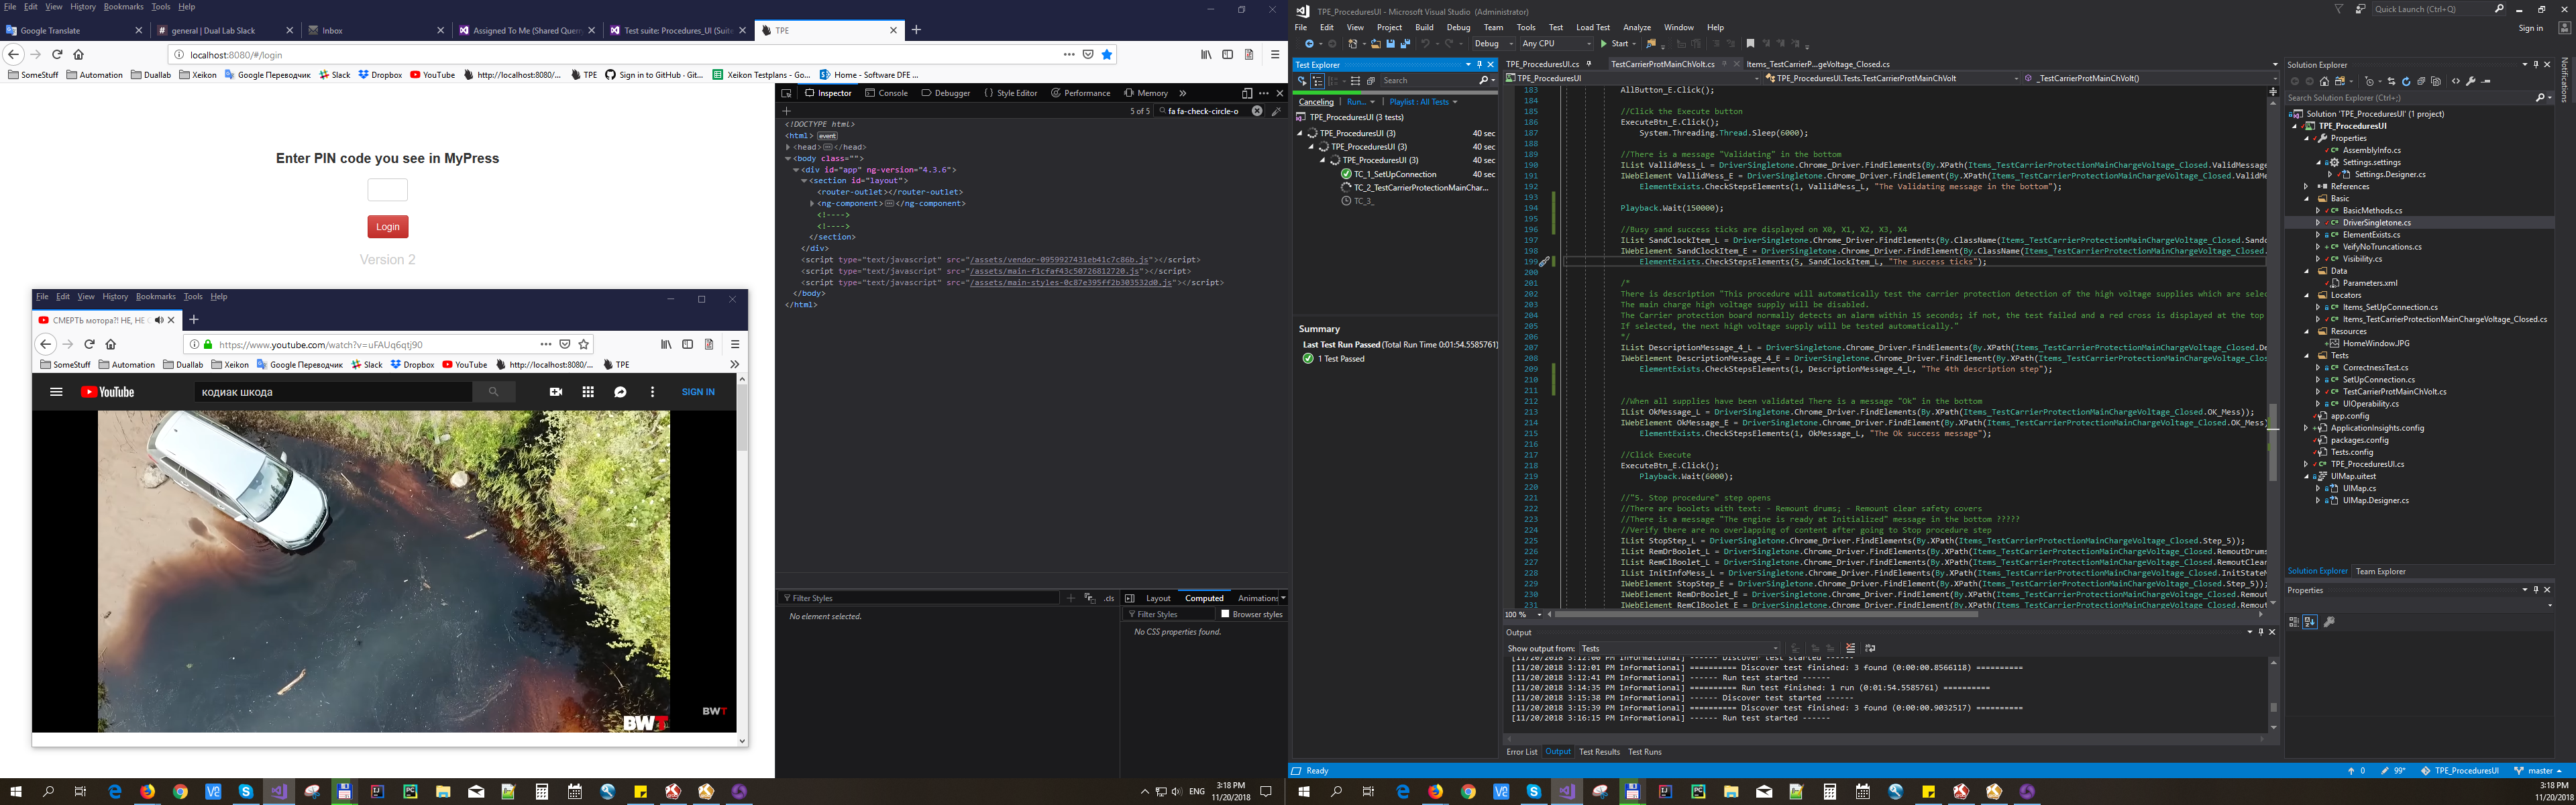 File Edit View History Bookmarks Tools Help
Google Translate
general | Dual Lab Slack
Inbox
Assigned To Me (Shared Query
Test suite: Procedures_UI (Suite
TPE
localhost:8080/#/login
SomeStuff Automation Duallab Xeikon Google Переводчик Slack Dropbox YouTube http://localhost:8080/... TPE Sign in to GitHub · Git... Xeikon Testplans - Go... Home - Software DFE ...
Enter PIN code you see in MyPress
Login
Version 2
File Edit View History Bookmarks Tools Help
СМЕРТЬ мотора?! НЕ, НЕ
https://www.youtube.com/watch?v=uFAUq6qtj90
SomeStuff Automation Duallab Xeikon Google Переводчик Slack Dropbox YouTube http://localhost:8080/... TPE
YouTube
кодиак шкода
SIGN IN
BWT
BWT
Inspector Console Debugger Style Editor Performance Memory
5 of 5 fa fa-check-circle-o
<!DOCTYPE html>
<html> event
<head> </head>
<body class="">
<div id="app" ng-version="4.3.6">
<section id="layout">
<router-outlet></router-outlet>
<ng-component> </ng-component>
<!---->
<!---->
</section>
</div>
<script type="text/javascript" src="/assets/vendor-0959927431eb41c7c86b.js"></script>
<script type="text/javascript" src="/assets/main-f1cfaf43c50726812720.js"></script>
<script type="text/javascript" src="/assets/main-styles-0c87e395ff2b303532d0.js"></script>
</body>
</html>
Filter Styles
.cls
No element selected.
Layout Computed Animations
Filter Styles Browser styles
No CSS properties found.
ENG 3:18 PM
11/20/2018
TPE_ProceduresUI - Microsoft Visual Studio (Administrator)
Quick Launch (Ctrl+Q)
File Edit View Project Build Debug Team Tools Test Load Test Analyze Window Help
Sign in
Debug Any CPU Start
Test Explorer
Search
Canceling Run... Playlist : All Tests
TPE_ProceduresUI (3 tests)
TPE_ProceduresUI (3) 40 sec
TPE_ProceduresUI (3) 40 sec
TPE_ProceduresUI (3) 40 sec
TC_1_SetUpConnection 40 sec
TC_2_TestCarrierProtectionMainChar...
TC_3_
Summary
Last Test Run Passed (Total Run Time 0:01:54.5585761)
1 Test Passed
TPE_ProceduresUI.cs TestCarrierProtMainChVolt.cs Items_TestCarrierP...geVoltage_Closed.cs
TPE_ProceduresUI TPE_ProceduresUI.Tests.TestCarrierProtMainChVolt _TestCarrierProtMainChVolt()
183 AllButton_E.Click();
184
185 //Click the Execute button
186 ExecuteBtn_E.Click();
187 System.Threading.Thread.Sleep(6000);
188
189 //There is a message "Validating" in the bottom
190 IList VallidMess_L = DriverSingletone.Chrome_Driver.FindElements(By.XPath(Items_TestCarrierProtectionMainChargeVoltage_Closed.ValidMessage
191 IWebElement VallidMess_E = DriverSingletone.Chrome_Driver.FindElement(By.XPath(Items_TestCarrierProtectionMainChargeVoltage_Closed.ValidMe
192 ElementExists.CheckStepsElements(1, VallidMess_L, "The Validating message in the bottom");
193
194 Playback.Wait(150000);
195
196 //Busy sand success ticks are displayed on X0, X1, X2, X3, X4
197 IList SandClockItem_L = DriverSingletone.Chrome_Driver.FindElements(By.ClassName(Items_TestCarrierProtectionMainChargeVoltage_Closed.Sandc
198 IWebElement SandClockItem_E = DriverSingletone.Chrome_Driver.FindElement(By.ClassName(Items_TestCarrierProtectionMainChargeVoltage_Closed.
199 ElementExists.CheckStepsElements(5, SandClockItem_L, "The success ticks");
200
201 /*
202 There is description "This procedure will automatically test the carrier protection detection of the high voltage supplies which are selec
203 The main charge high voltage supply will be disabled.
204 The Carrier protection board normally detects an alarm within 15 seconds; if not, the test failed and a red cross is displayed at the top
205 If selected, the next high voltage supply will be tested automatically."
206 */
207 IList DescriptionMessage_4_L = DriverSingletone.Chrome_Driver.FindElements(By.XPath(Items_TestCarrierProtectionMainChargeVoltage_Closed.De
208 IWebElement DescriptionMessage_4_E = DriverSingletone.Chrome_Driver.FindElement(By.XPath(Items_TestCarrierProtectionMainChargeVoltage_Clos
209 ElementExists.CheckStepsElements(1, DescriptionMessage_4_L, "The 4th description step");
210
211
212 //When all supplies have been validated There is a message "Ok" in the bottom
213 IList OkMessage_L = DriverSingletone.Chrome_Driver.FindElements(By.XPath(Items_TestCarrierProtectionMainChargeVoltage_Closed.OK_Mess));
214 IWebElement OkMessage_E = DriverSingletone.Chrome_Driver.FindElement(By.XPath(Items_TestCarrierProtectionMainChargeVoltage_Closed.OK_Mess)
215 ElementExists.CheckStepsElements(1, OkMessage_L, "The Ok success message");
216
217 //Click Execute
218 ExecuteBtn_E.Click();
219 Playback.Wait(6000);
220
221 //"5. Stop procedure" step opens
222 //There are boolets with text: - Remount drums; - Remount clear safety covers
223 //There is a message "The engine is ready at Initialized" message in the bottom ?????
224 //Verify there are no overlapping of content after going to Stop procedure step
225 IList StopStep_L = DriverSingletone.Chrome_Driver.FindElements(By.XPath(Items_TestCarrierProtectionMainChargeVoltage_Closed.Step_5));
226 IList RemDrBoolet_L = DriverSingletone.Chrome_Driver.FindElements(By.XPath(Items_TestCarrierProtectionMainChargeVoltage_Closed.RemoutDrums
227 IList RemClBoolet_L = DriverSingletone.Chrome_Driver.FindElements(By.XPath(Items_TestCarrierProtectionMainChargeVoltage_Closed.RemoutClear
228 IList InitInfoMess_L = DriverSingletone.Chrome_Driver.FindElements(By.XPath(Items_TestCarrierProtectionMainChargeVoltage_Closed.InitStateM
229 IWebElement StopStep_E = DriverSingletone.Chrome_Driver.FindElement(By.XPath(Items_TestCarrierProtectionMainChargeVoltage_Closed.Step_5));
230 IWebElement RemDrBoolet_E = DriverSingletone.Chrome_Driver.FindElement(By.XPath(Items_TestCarrierProtectionMainChargeVoltage_Closed.Remout
231 IWebElement RemClBoolet_E = DriverSingletone.Chrome_Driver.FindElement(By.XPath(Items_TestCarrierProtectionMainChargeVoltage_Closed.Remout
100 %
Output
Show output from: Tests
[11/20/2018 3:12:00 PM Informational] ------ Discover test started ------
[11/20/2018 3:12:01 PM Informational] ========== Discover test finished: 3 found (0:00:00.8566118) ==========
[11/20/2018 3:12:41 PM Informational] ------ Run test started ------
[11/20/2018 3:14:35 PM Informational] ========== Run test finished: 1 run (0:01:54.5585761) ==========
[11/20/2018 3:15:38 PM Informational] ------ Discover test started ------
[11/20/2018 3:15:39 PM Informational] ========== Discover test finished: 3 found (0:00:00.9032517) ==========
[11/20/2018 3:16:15 PM Informational] ------ Run test started ------
Error List Output Test Results Test Runs
Solution Explorer
Search Solution Explorer (Ctrl+;)
Solution 'TPE_ProceduresUI' (1 project)
TPE_ProceduresUI
Properties
AssemblyInfo.cs
Settings.settings
Settings.Designer.cs
References
Basic
BasicMethods.cs
DriverSingletone.cs
ElementExists.cs
VeifyNoTruncations.cs
Visibility.cs
Data
Parameters.xml
Locators
Items_SetUpConnection.cs
Items_TestCarrierProtectionMainChargeVoltage_Closed.cs
Resources
HomeWindow.JPG
Tests
CorrectnessTest.cs
SetUpConnection.cs
TestCarrierProtMainChVolt.cs
UIOperability.cs
app.config
ApplicationInsights.config
packages.config
Tests.config
TPE_ProceduresUI.cs
UIMap.uitest
UIMap.cs
UIMap.Designer.cs
Solution Explorer Team Explorer
Properties
Notifications
Ready
0 99* TPE_ProceduresUI master
3:18 PM
11/20/2018